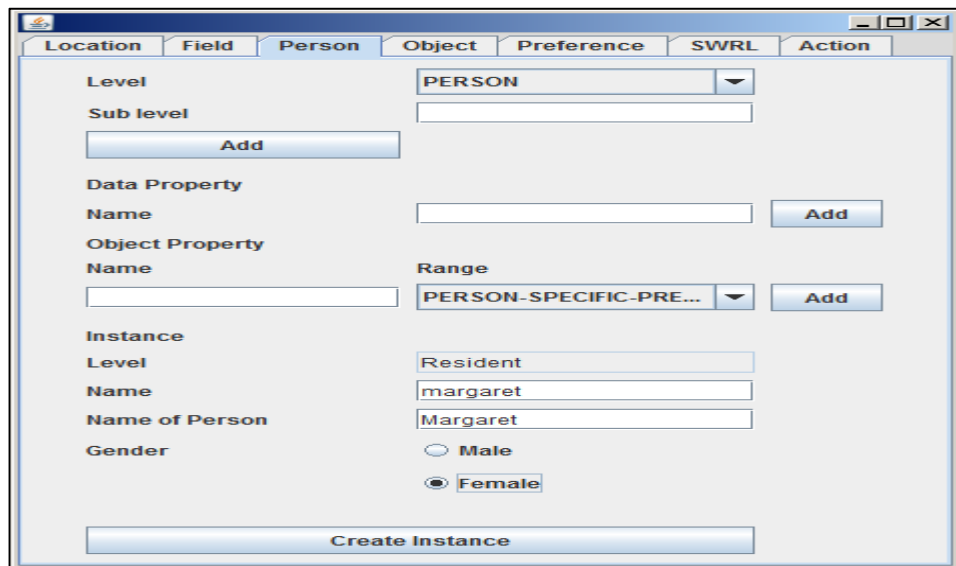 Location Field Person Object Preference SWRL Action
Level PERSON
Sub level
Add
Data Property
Name Add
Object Property
Name Range
PERSON-SPECIFIC-PRE... Add
Instance
Level Resident
Name margaret
Name of Person Margaret
Gender Male
Female
Create Instance